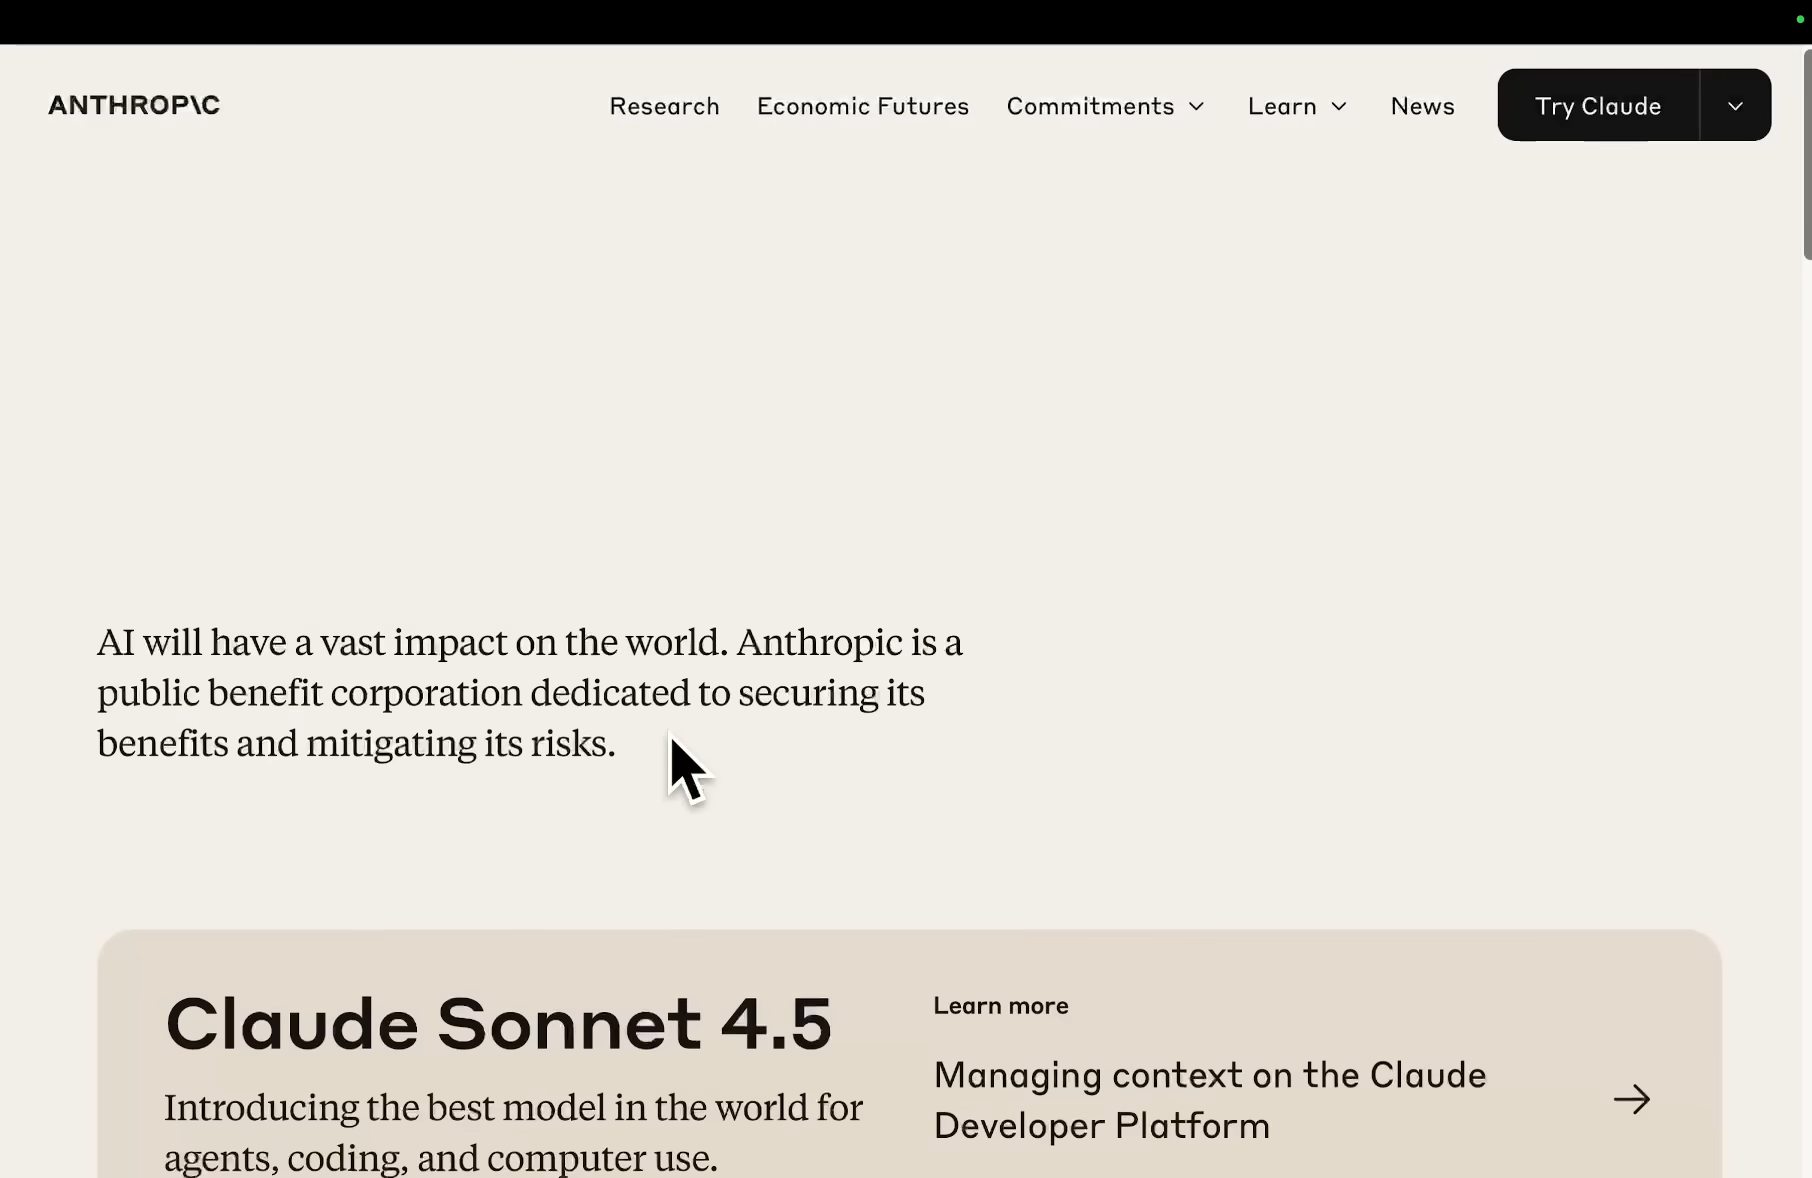 ANTHROP\C
Research
Economic Futures
Commitments
Learn
News
Try Claude
AI will have a vast impact on the world. Anthropic is a
public benefit corporation dedicated to securing its
benefits and mitigating its risks.
Claude Sonnet 4.5
Introducing the best model in the world for
agents, coding, and computer use.
Learn more
Managing context on the Claude
Developer Platform